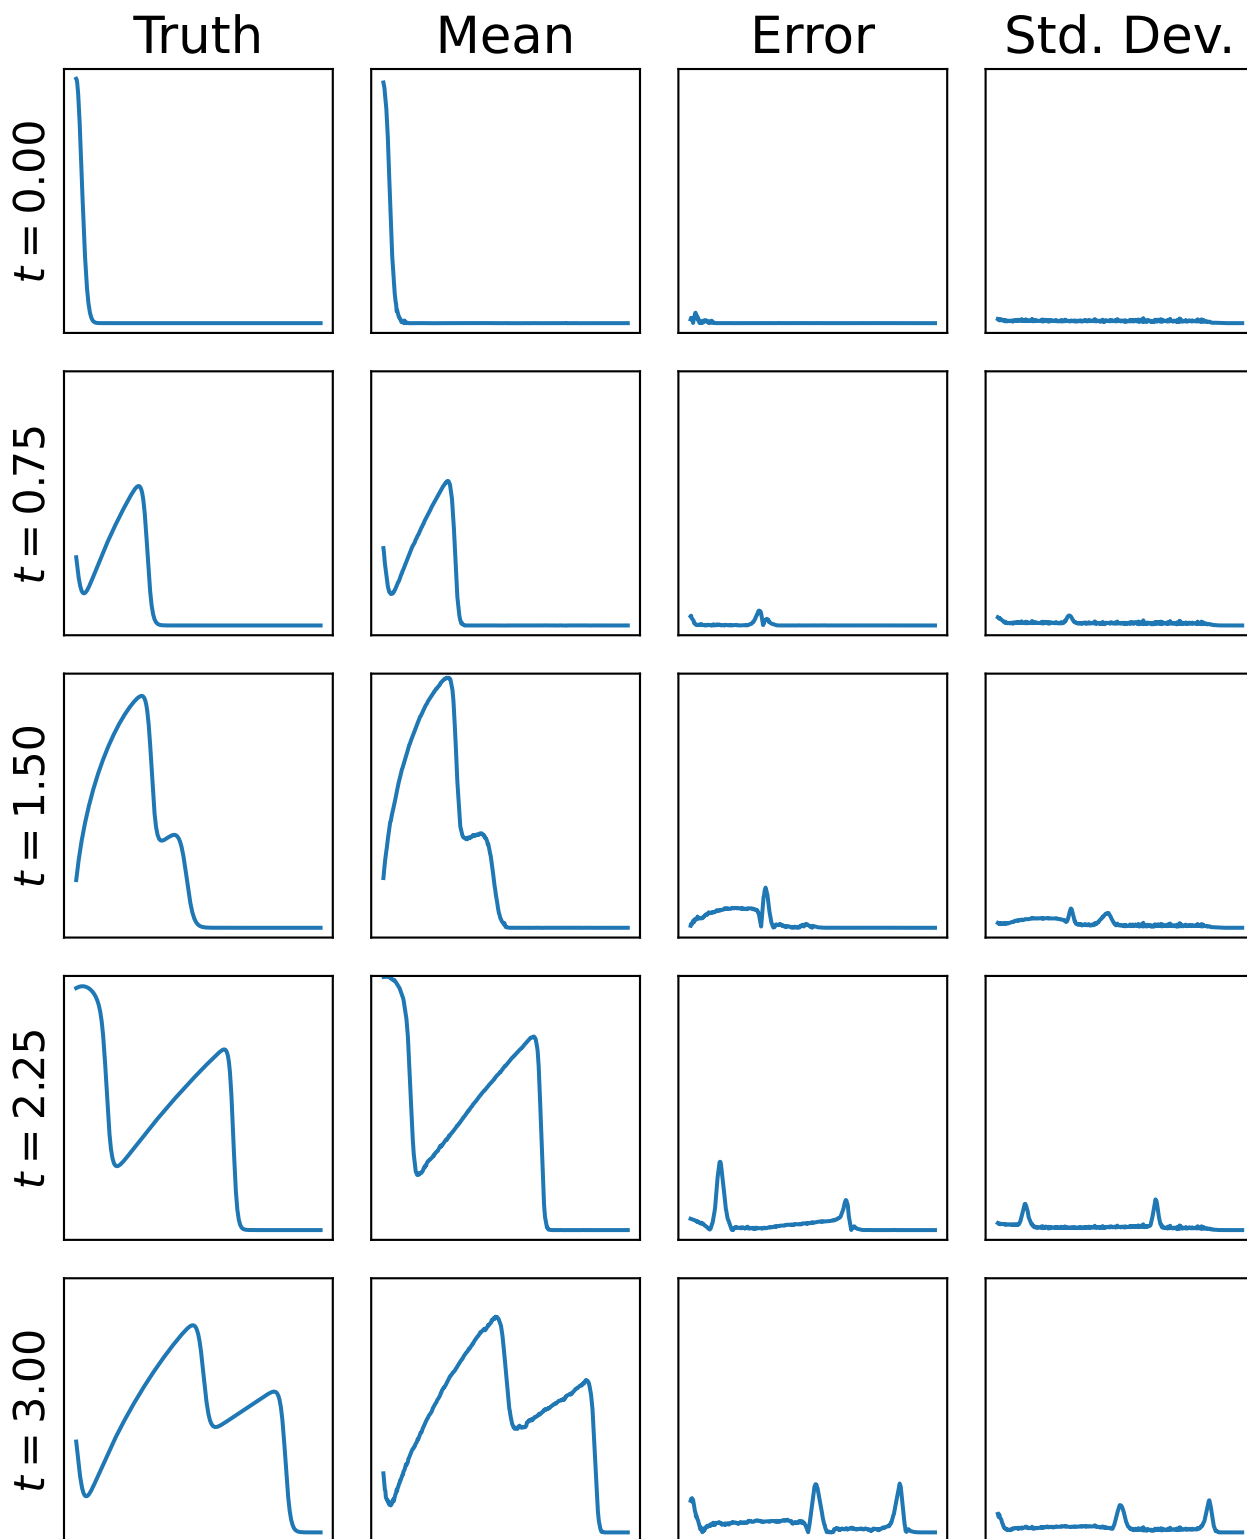 Truth Mean Error Std. Dev.
t = 0.00
t = 0.75
t = 1.50
t = 2.25
t = 3.00